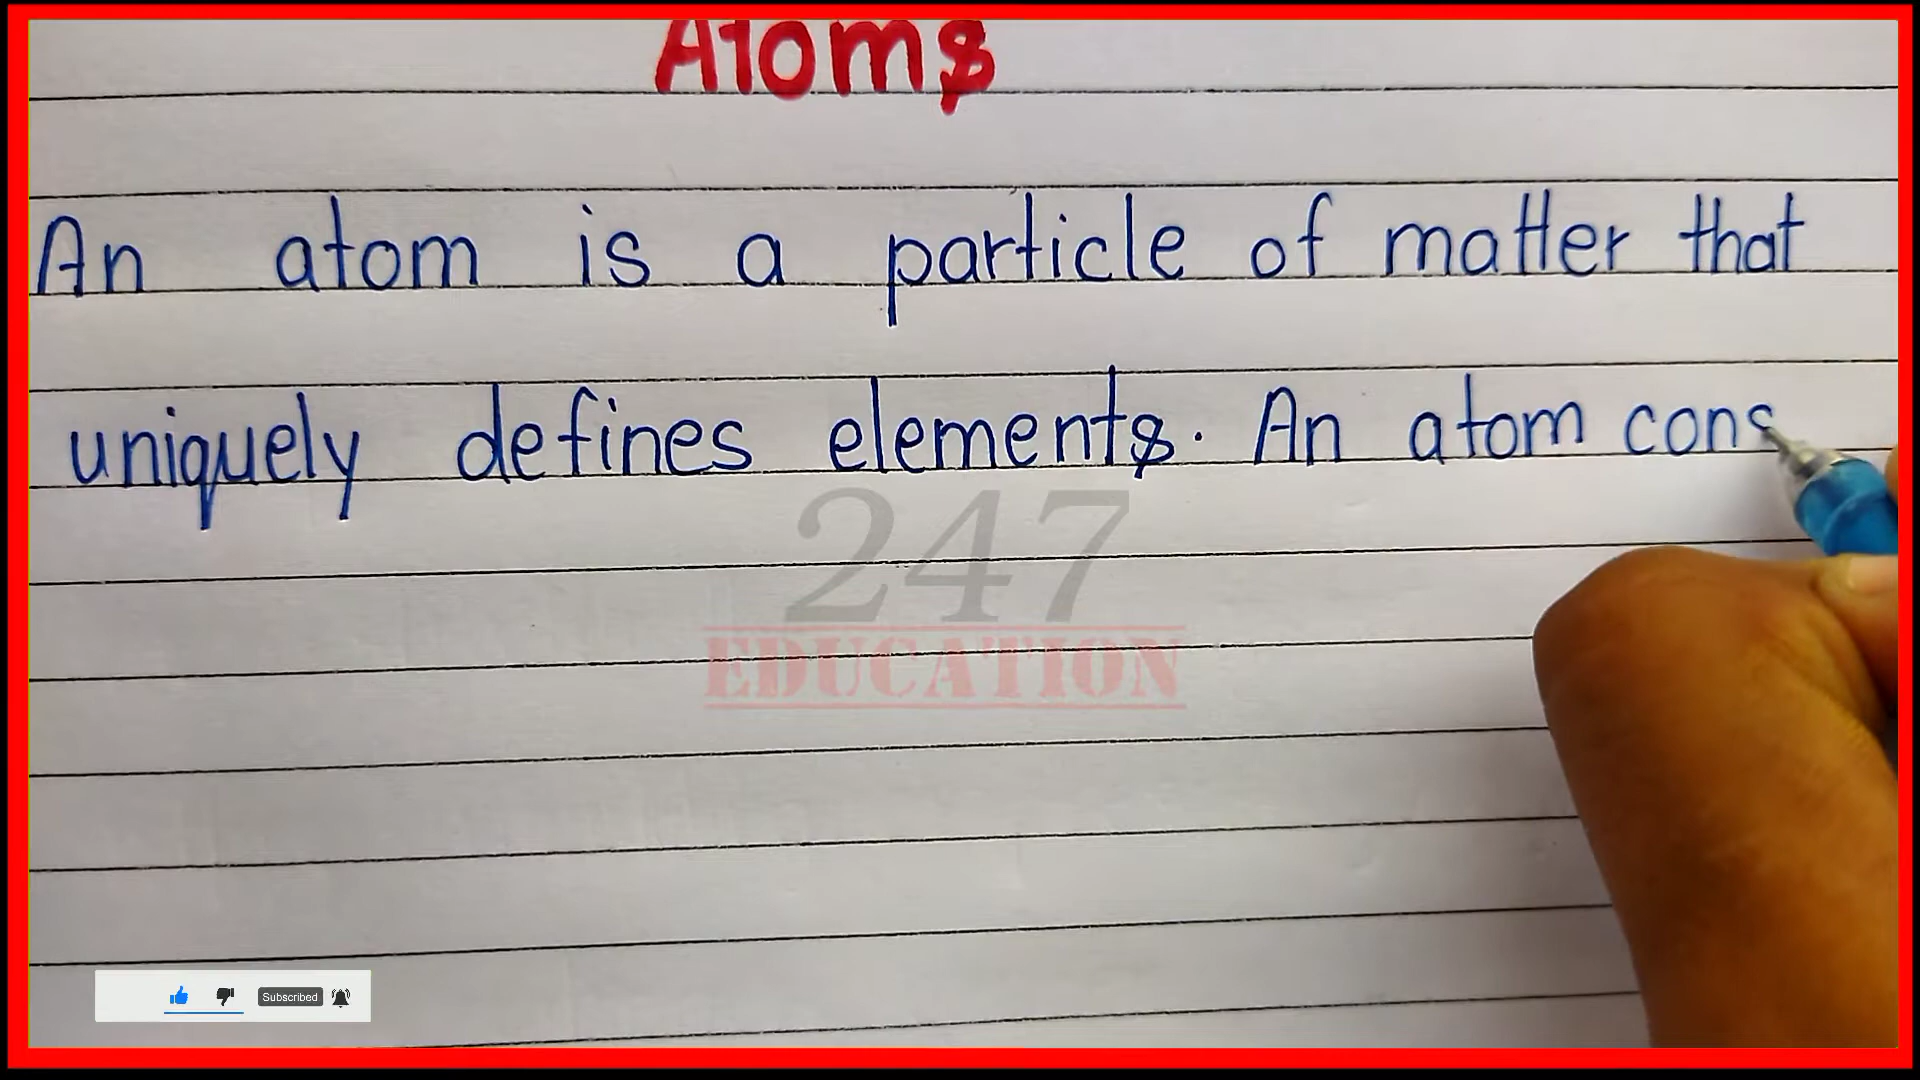 Atoms
An atom is a particle of matter that
uniquely defines elements. An atom cons
247
EDUCATION
Subscribed